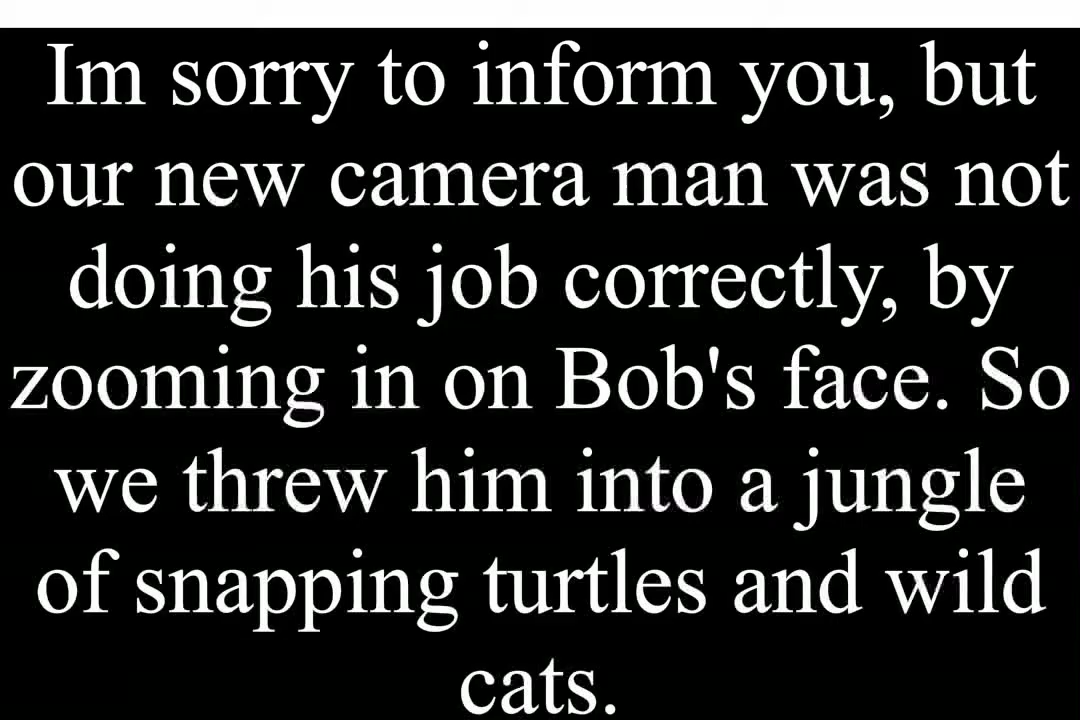 Im sorry to inform you, but
our new camera man was not
doing his job correctly, by
zooming in on Bob's face. So
we threw him into a jungle
of snapping turtles and wild
cats.